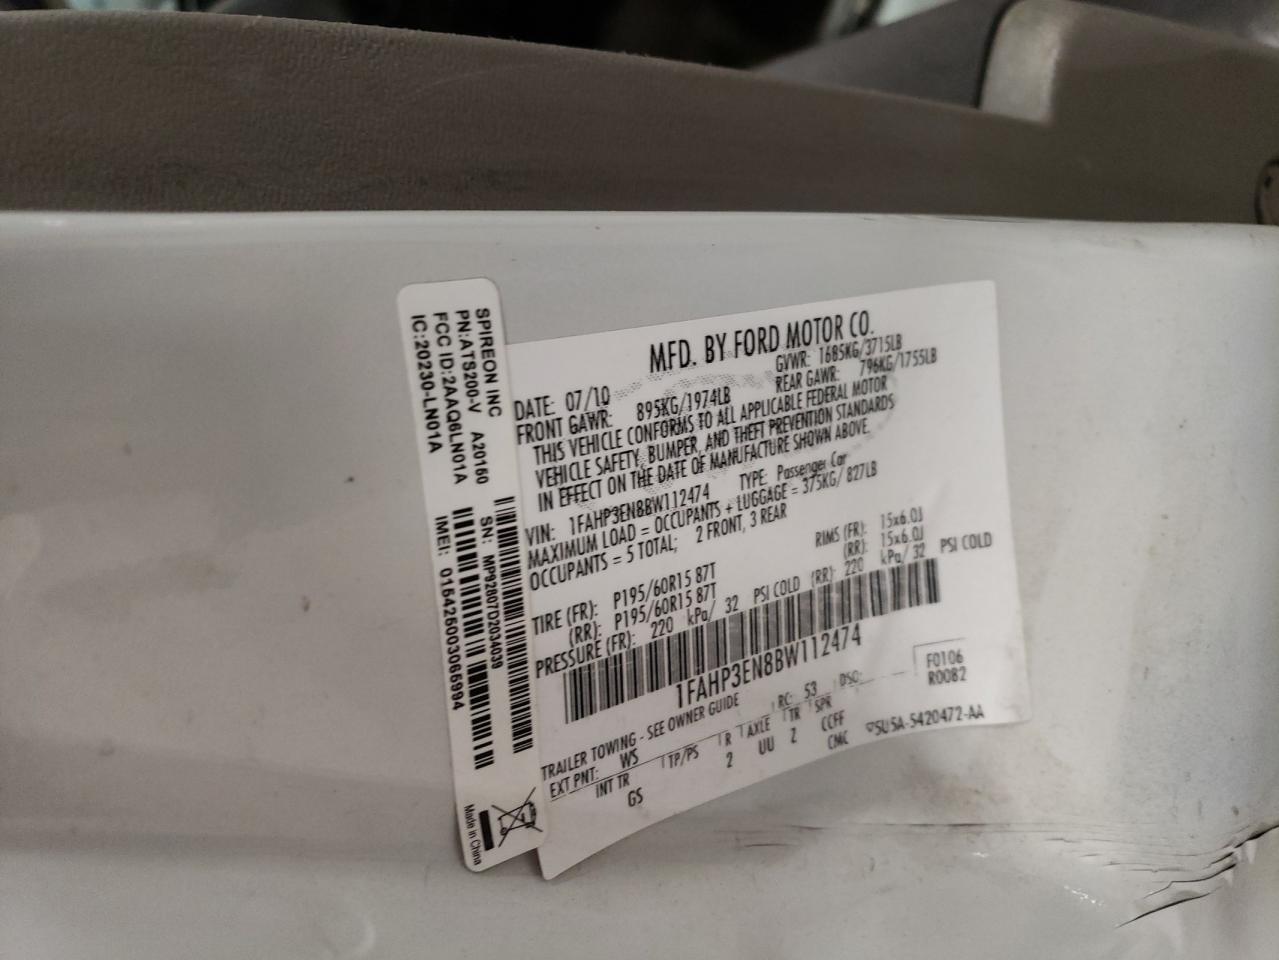 SPIREON INC
PN:ATS200-V A20160
FCC ID:2AAQ6LN01A
IC:20230-LN01A
SN: MP92807D203J4039
IMEI: 015425003065994
Made in China
MFD. BY FORD MOTOR CO.
DATE: 07/10 GVWR: 1685KG/3715LB
FRONT GAWR: 895KG/1974LB REAR GAWR: 796KG/1755LB
THIS VEHICLE CONFORMS TO ALL APPLICABLE FEDERAL MOTOR
VEHICLE SAFETY, BUMPER, AND THEFT PREVENTION STANDARDS
IN EFFECT ON THE DATE OF MANUFACTURE SHOWN ABOVE.
VIN: 1FAHP3EN8BW112474 TYPE: Passenger Car
MAXIMUM LOAD = OCCUPANTS + LUGGAGE = 375KG/ 827LB
OCCUPANTS = 5 TOTAL; 2 FRONT, 3 REAR
TIRE (FR): P195/60R15 87T RIMS (FR): 15x6.0J
(RR): P195/60R15 87T (RR): 15x6.0J
PRESSURE (FR): 220 kPa/ 32 PSI COLD (RR): 220 kPa/ 32 PSI COLD
1FAHP3EN8BW112474
F0106
R0082
TRAILER TOWING - SEE OWNER GUIDE RC: 53 DSO:
EXT PNT: WS TP/PS R AXLE TR SPR
INT TR 2 UU Z CCFF
GS CMC
5U5A-5420472-AA